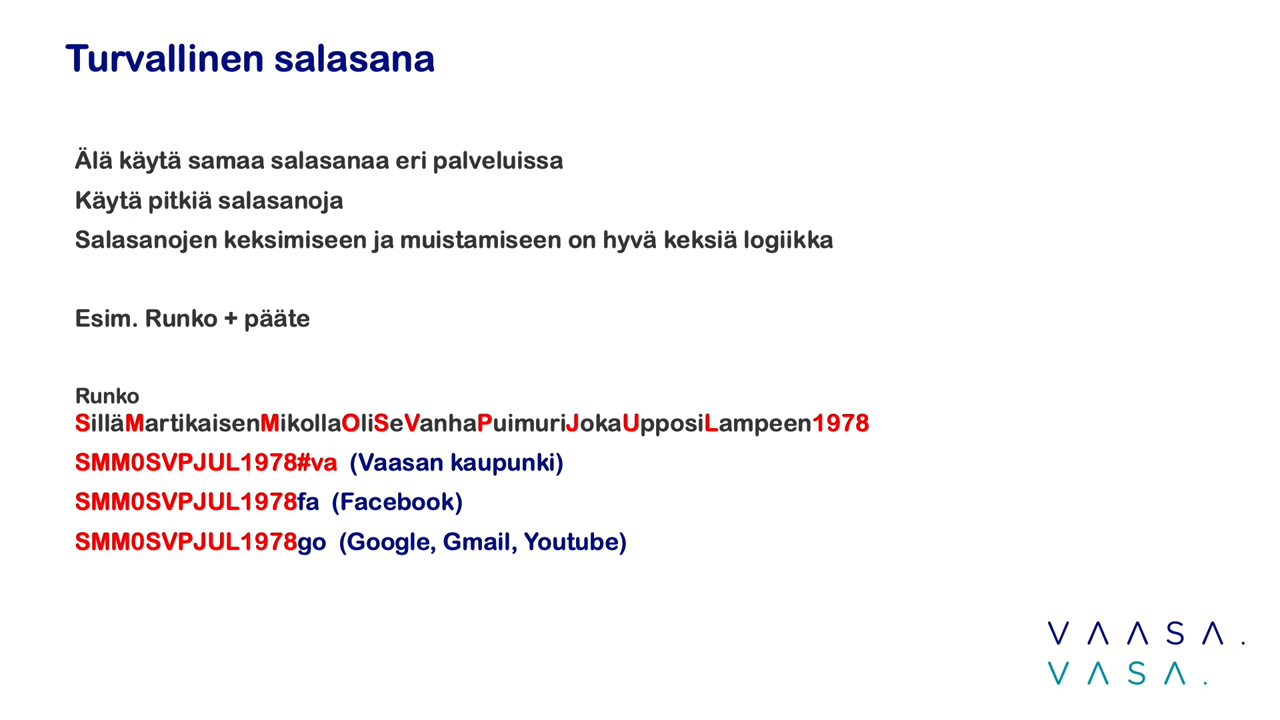 Turvallinen salasana
Älä käytä samaa salasanaa eri palveluissa
Käytä pitkiä salasanoja
Salasanojen keksimiseen ja muistamiseen on hyvä keksiä logiikka
Esim. Runko + pääte
Runko
SilläMartikaisenMikollaOliSeVanhaPuimuriJokaUpposiLampeen1978
SMM0SVPJUL1978#va (Vaasan kaupunki)
SMM0SVPJUL1978fa (Facebook)
SMM0SVPJUL1978go (Google, Gmail, Youtube)
VAASA.
VASA.